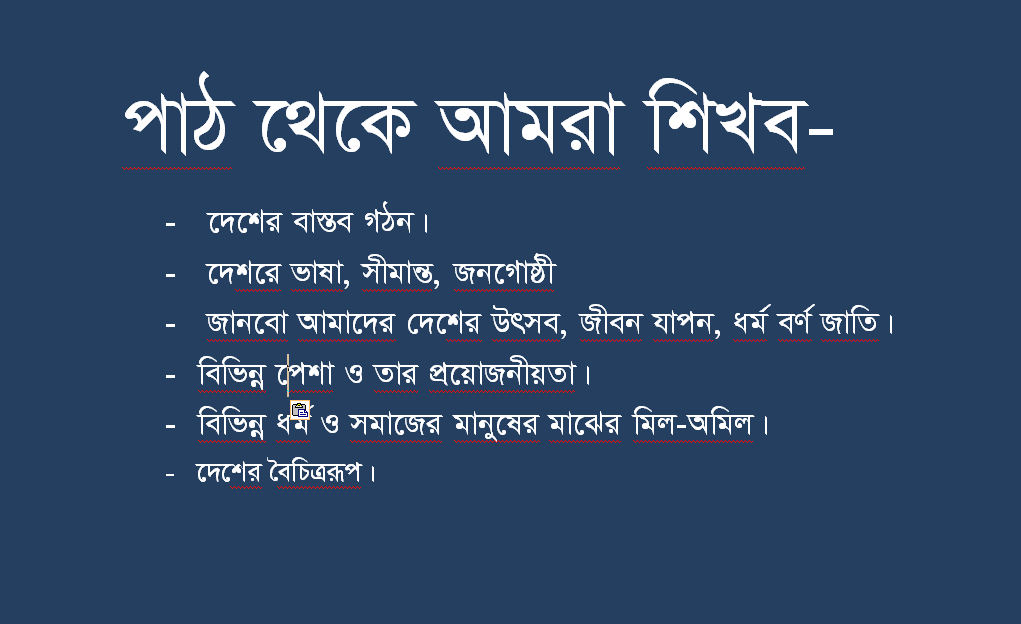 পাঠ থেকে আমরা শিখব-
- দেশের বাস্তব গঠন।
- দেশরে ভাষা, সীমান্ত, জনগোষ্ঠী
- জানবো আমাদের দেশের উৎসব, জীবন যাপন, ধর্ম বর্ণ জাতি।
- বিভিন্ন পেশা ও তার প্রয়োজনীয়তা।
- বিভিন্ন ধর্ম ও সমাজের মানুষের মাঝের মিল-অমিল।
- দেশের বৈচিত্ররূপ।